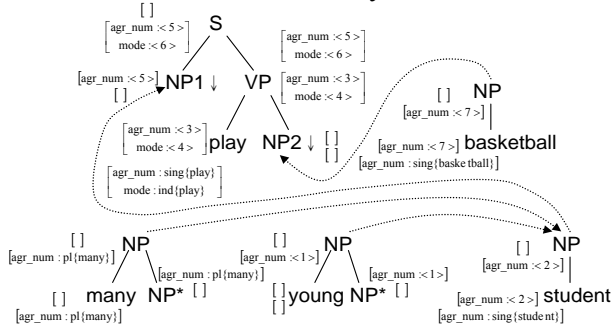 [ ]
S
[agr_num :< 5 >
mode :< 6 >]
[agr_num :< 5 >
mode :< 6 >]
[agr_num :< 5 >]
[ ]
NP1 ↓
VP
[agr_num :< 3 >
mode :< 4 >]
[ ]
NP
[agr_num :< 7 >]
[agr_num :< 3 >
mode :< 4 >]
play
NP2 ↓
[ ]
[ ]
[agr_num :< 7 >]
basketball
[agr_num : sing{basketball}]
[agr_num : sing{play}
mode : ind{play}]
[ ]
NP
[agr_num : pl{many}]
[ ]
NP
[agr_num :< 1 >]
[ ]
NP
[agr_num :< 2 >]
[agr_num : pl{many}]
[agr_num :< 1 >]
[ ]
many
NP*
[ ]
[agr_num : pl{many}]
[ ]
[ ]
young
NP*
[ ]
[agr_num :< 2 >]
student
[agr_num : sing{student}]